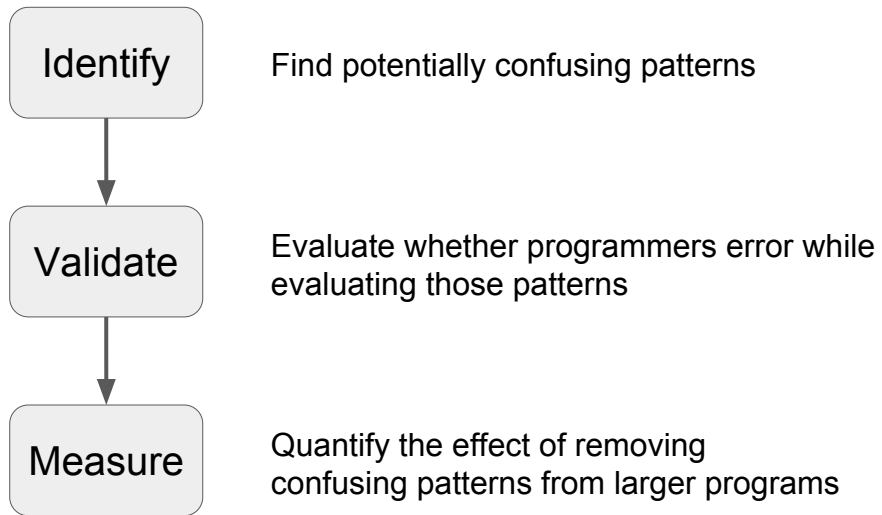 Identify
Find potentially confusing patterns
Validate
Evaluate whether programmers error while
evaluating those patterns
Measure
Quantify the effect of removing
confusing patterns from larger programs